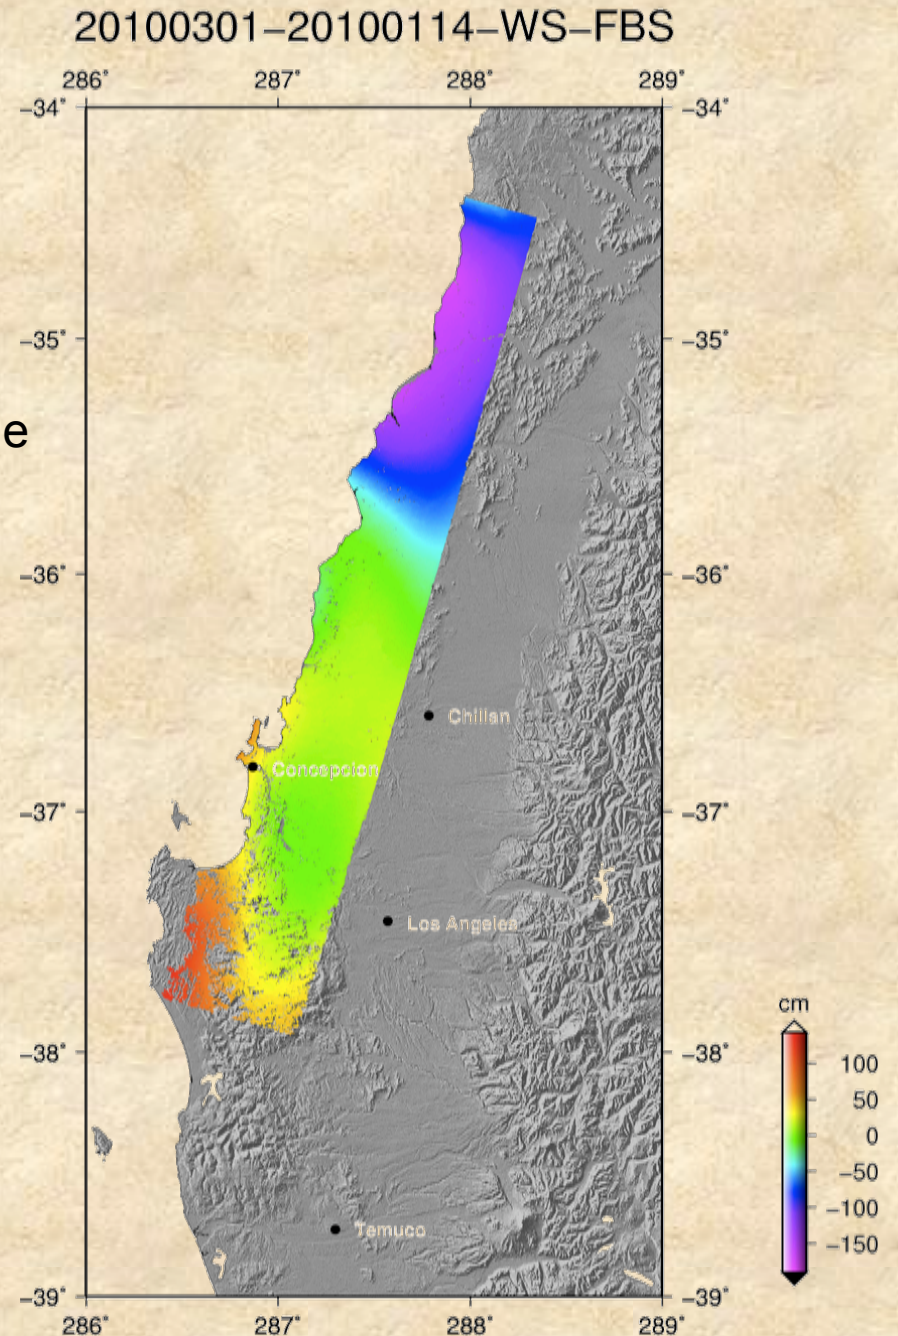 20100301−20100114−WS−FBS
286° 287° 288° 289°
−34° −34°
−35° −35°
e
−36° −36°
Chillan
Concepcion
−37° −37°
Los Angeles
cm
−38° −38°
100
50
0
−50
−100
Temuco
−150
−39° −39°
286° 287° 288° 289°